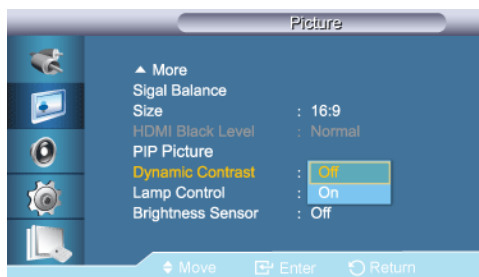 Picture
▲ More
Sigal Balance
Size : 16:9
HDMI Black Level : Normal
PIP Picture
Dynamic Contrast : Off
Lamp Control : On
Brightness Sensor : Off
Move Enter Return